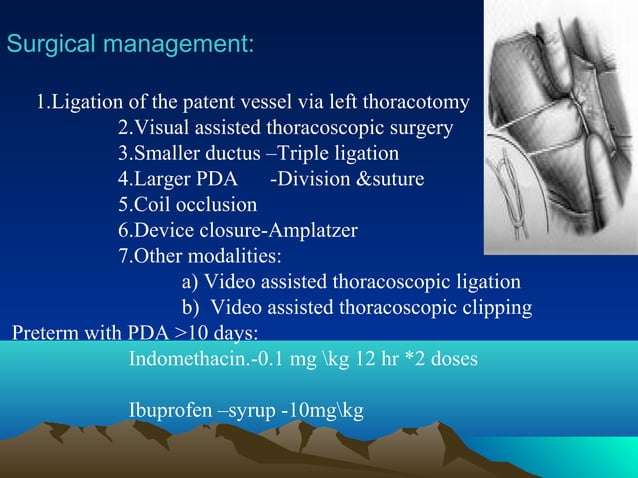 Surgical management:
1.Ligation of the patent vessel via left thoracotomy
2.Visual assisted thoracoscopic surgery
3.Smaller ductus –Triple ligation
4.Larger PDA -Division &suture
5.Coil occlusion
6.Device closure-Amplatzer
7.Other modalities:
a) Video assisted thoracoscopic ligation
b) Video assisted thoracoscopic clipping
Preterm with PDA >10 days:
Indomethacin.-0.1 mg \kg 12 hr *2 doses
Ibuprofen –syrup -10mg\kg